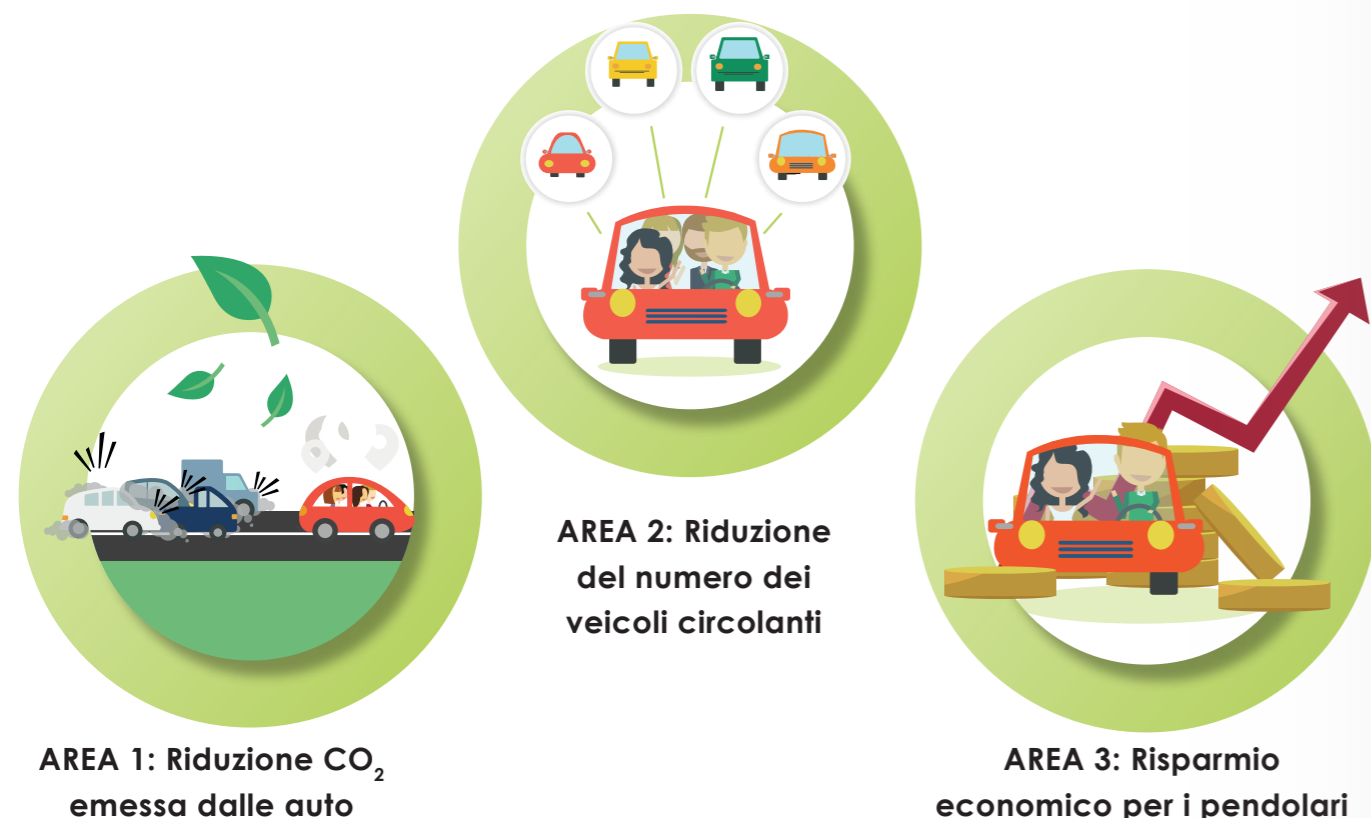 AREA 2: Riduzione
del numero dei
veicoli circolanti
AREA 1: Riduzione CO₂
emessa dalle auto
AREA 3: Risparmio
economico per i pendolari